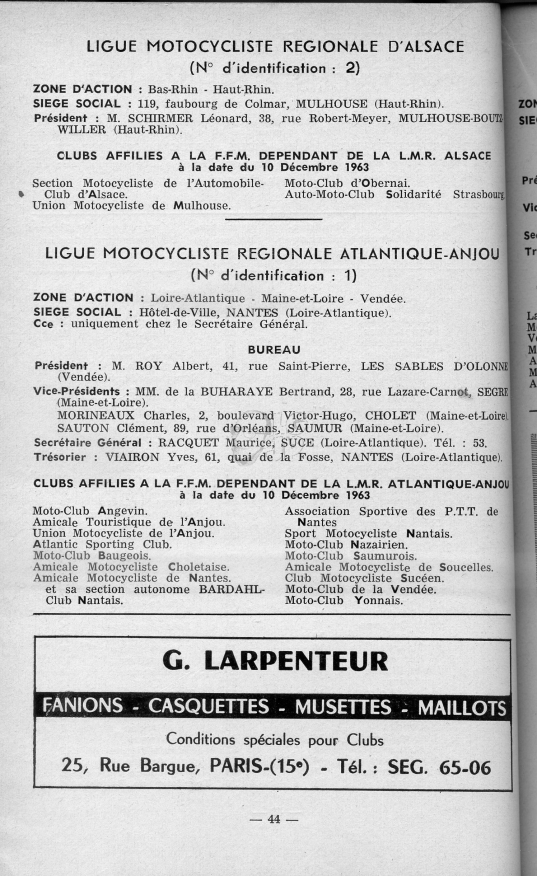 LIGUE MOTOCYCLISTE REGIONALE D'ALSACE
(N° d'identification : 2)
ZONE D'ACTION : Bas-Rhin - Haut-Rhin.
SIEGE SOCIAL : 119, faubourg de Colmar, MULHOUSE (Haut-Rhin).
Président : M. SCHIRMER Léonard, 38, rue Robert-Meyer, MULHOUSE-BOUTZ-
WILLER (Haut-Rhin).
CLUBS AFFILIES A LA F.F.M. DEPENDANT DE LA L.M.R. ALSACE
à la date du 10 Décembre 1963
Section Motocycliste de l'Automobile-
Club d'Alsace.
Union Motocycliste de Mulhouse.
Moto-Club d'Obernai.
Auto-Moto-Club Solidarité Strasbourg.
LIGUE MOTOCYCLISTE REGIONALE ATLANTIQUE-ANJOU
(N° d'identification : 1)
ZONE D'ACTION : Loire-Atlantique - Maine-et-Loire - Vendée.
SIEGE SOCIAL : Hôtel-de-Ville, NANTES (Loire-Atlantique).
Cce : uniquement chez le Secrétaire Général.
BUREAU
Président : M. ROY Albert, 41, rue Saint-Pierre, LES SABLES D'OLONNE
(Vendée).
Vice-Présidents : MM. de la BUHARAYE Bertrand, 28, rue Lazare-Carnot, SEGRE
(Maine-et-Loire).
MORINEAUX Charles, 2, boulevard Victor-Hugo, CHOLET (Maine-et-Loire).
SAUTON Clément, 89, rue d'Orléans, SAUMUR (Maine-et-Loire).
Secrétaire Général : RACQUET Maurice, SUCE (Loire-Atlantique). Tél. : 53.
Trésorier : VIAIRON Yves, 61, quai de la Fosse, NANTES (Loire-Atlantique).
CLUBS AFFILIES A LA F.F.M. DEPENDANT DE LA L.M.R. ATLANTIQUE-ANJOU
à la date du 10 Décembre 1963
Moto-Club Angevin.
Amicale Touristique de l'Anjou.
Union Motocycliste de l'Anjou.
Atlantic Sporting Club.
Moto-Club Baugeois.
Amicale Motocycliste Choletaise.
Amicale Motocycliste de Nantes.
et sa section autonome BARDAHL-
Club Nantais.
Association Sportive des P.T.T. de
Nantes
Sport Motocycliste Nantais.
Moto-Club Nazairien.
Moto-Club Saumurois.
Amicale Motocycliste de Soucelles.
Club Motocycliste Sucéen.
Moto-Club de la Vendée.
Moto-Club Yonnais.
G. LARPENTEUR
FANIONS - CASQUETTES - MUSETTES - MAILLOTS
Conditions spéciales pour Clubs
25, Rue Bargue, PARIS-(15e) - Tél. : SEG. 65-06
— 44 —